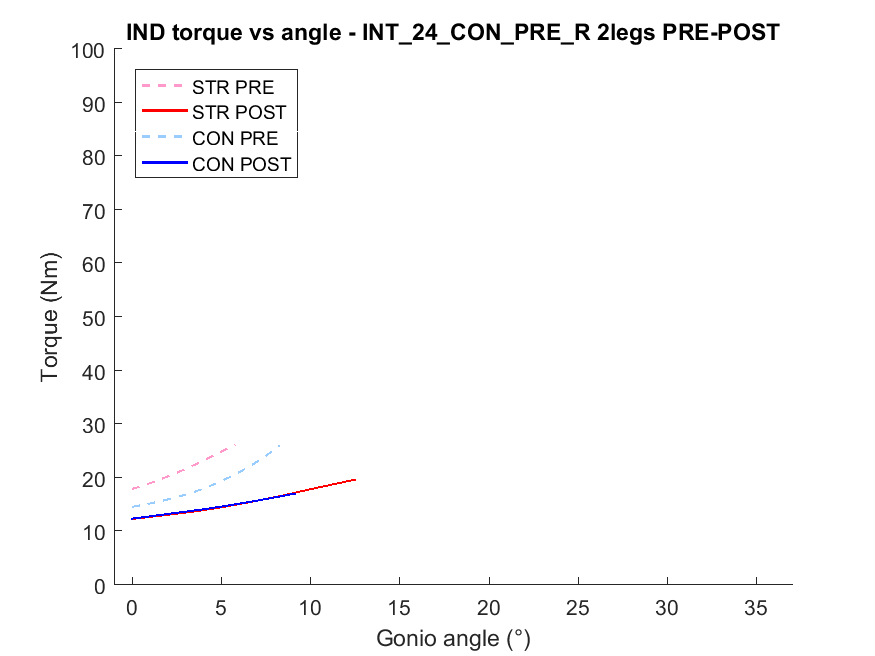 IND torque vs angle - INT_24_CON_PRE_R 2legs PRE-POST
100
90
80
70
60
50
40
30
20
10
0
Torque (Nm)
STR PRE
STR POST
CON PRE
CON POST
0 5 10 15 20 25 30 35
Gonio angle (°)